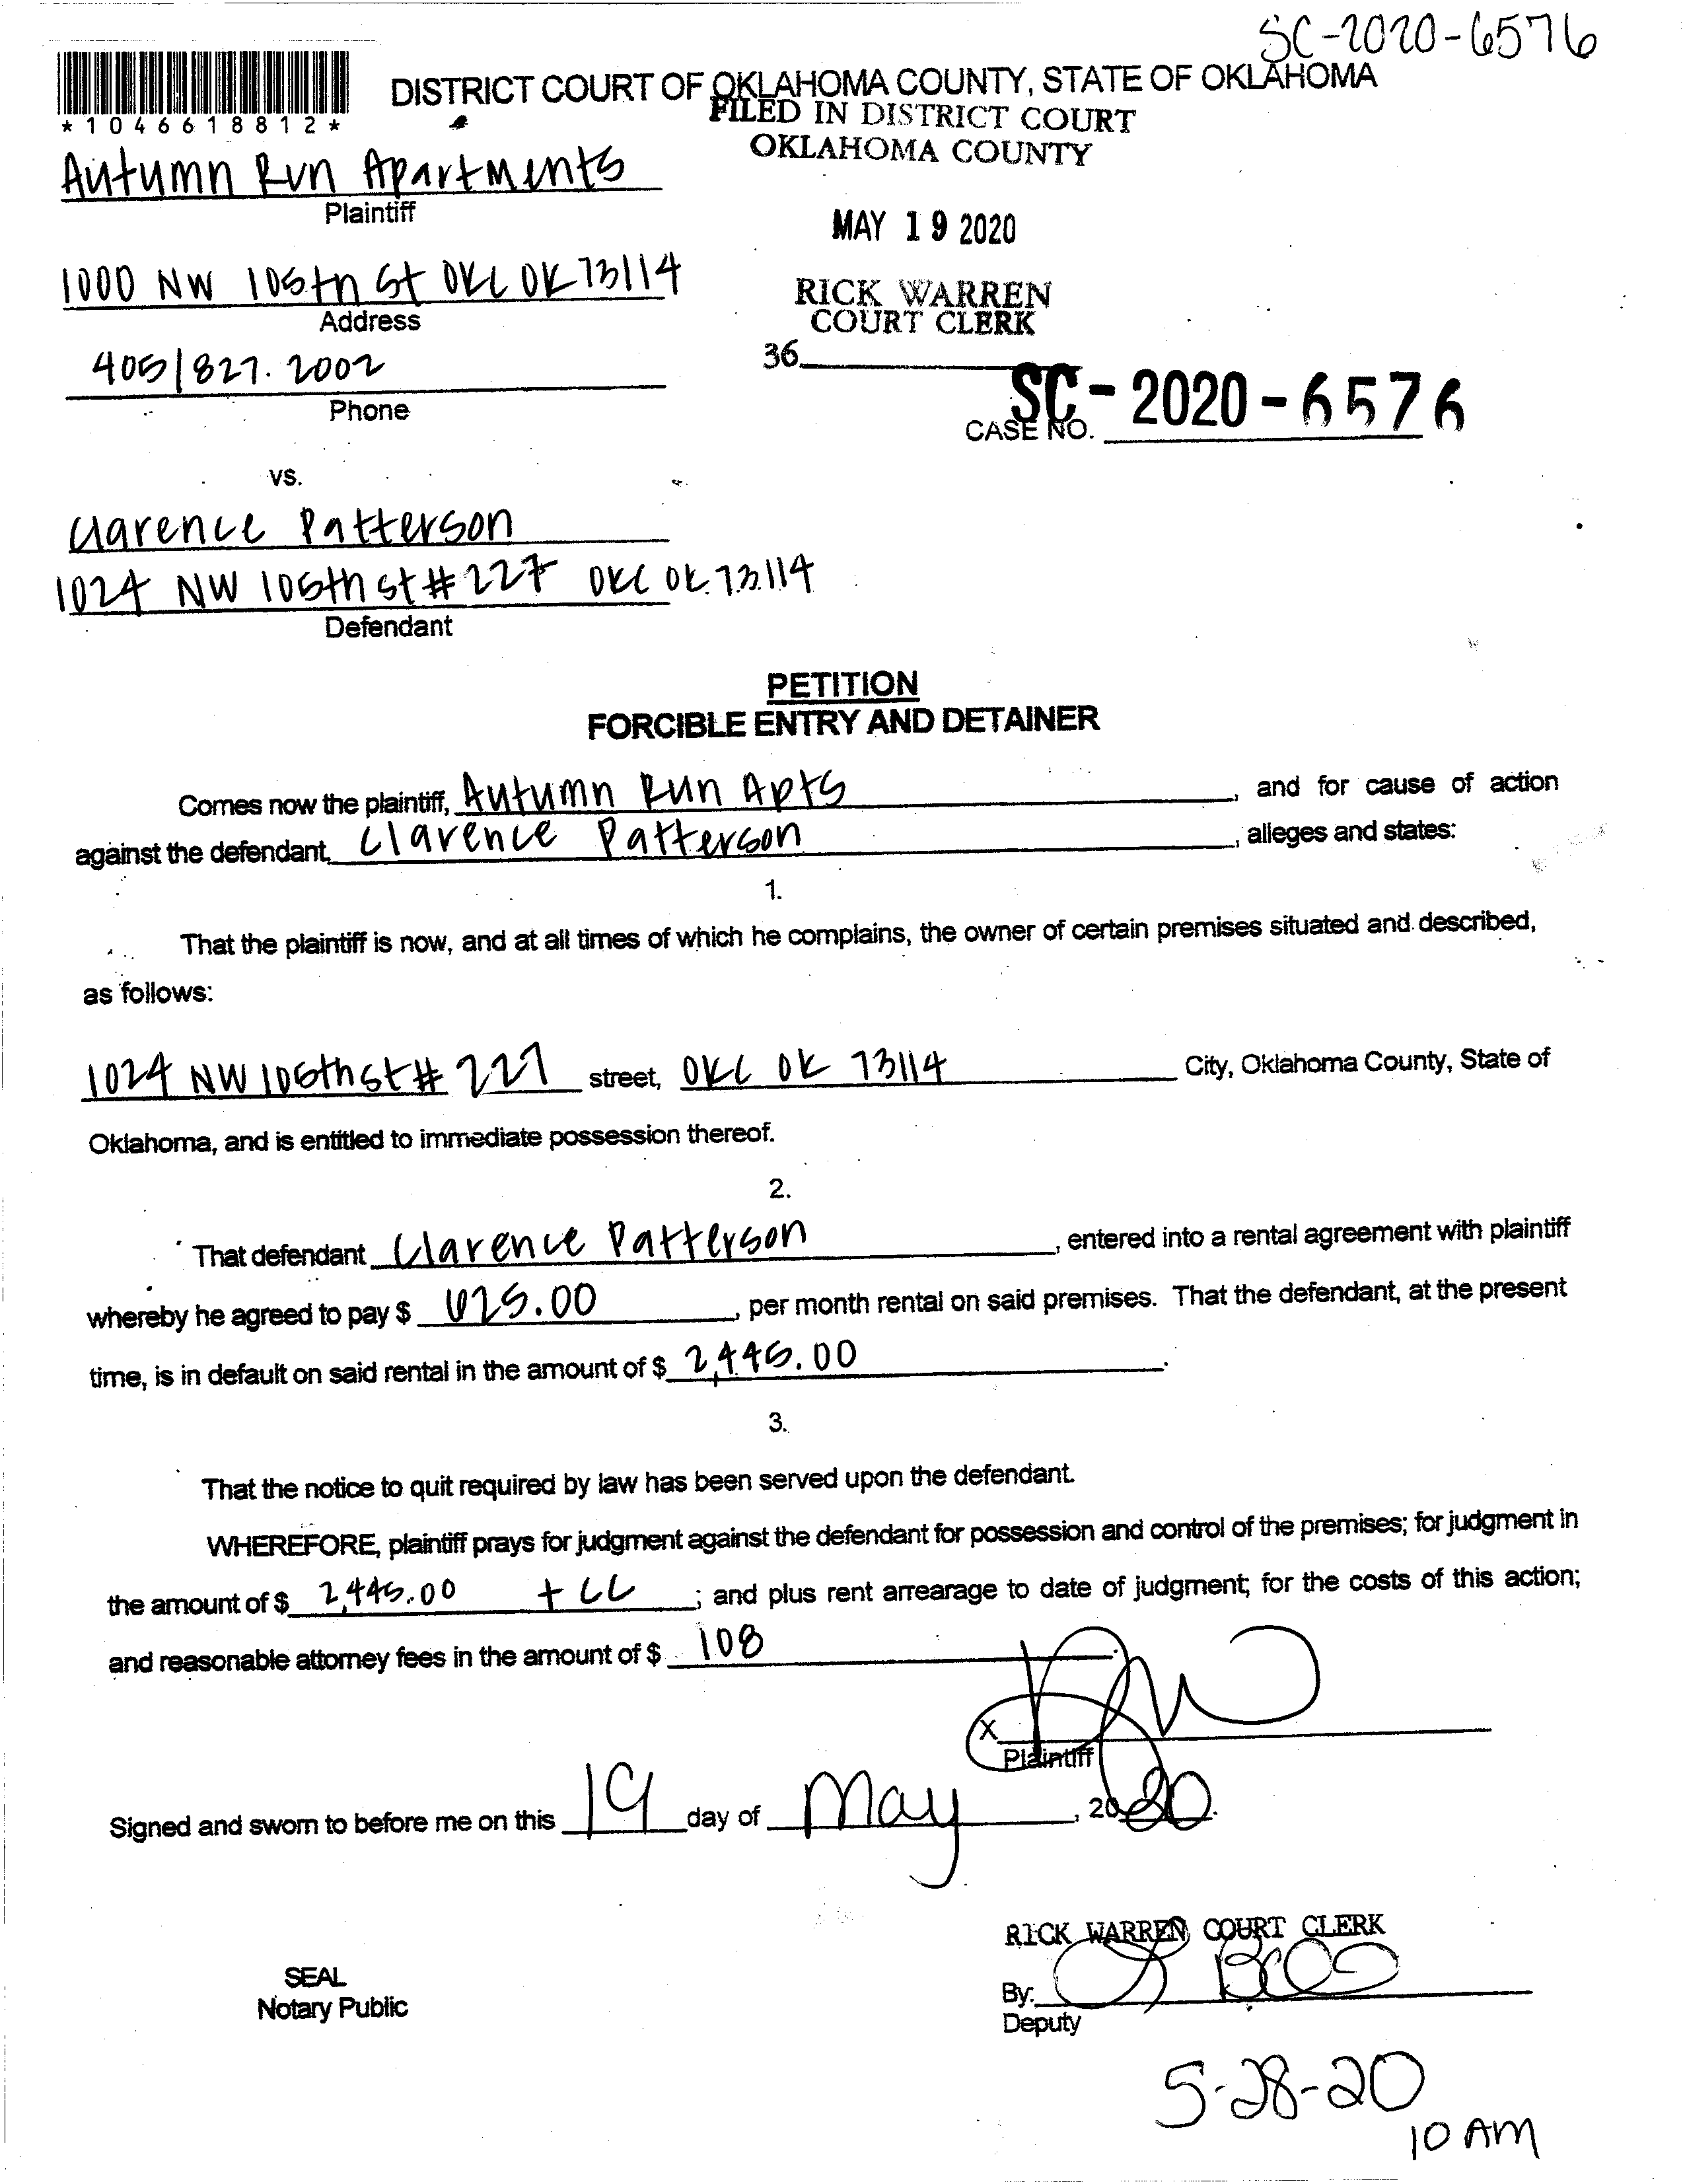 SC-2020-6576
DISTRICT COURT OF OKLAHOMA COUNTY, STATE OF OKLAHOMA
*1046618812*
FILED IN DISTRICT COURT
OKLAHOMA COUNTY
Autumn Run Apartments
Plaintiff
MAY 19 2020
1000 NW 105th St OKC OK 73114
Address
RICK WARREN
COURT CLERK
405|827.2002
Phone
36
CASE NO. SC-2020-6576
vs.
Clarence Patterson
1024 NW 105th st # 227 OKC OK 73114
Defendant
PETITION
FORCIBLE ENTRY AND DETAINER
Comes now the plaintiff, Autumn Run Apts, and for cause of action
against the defendant, Clarence Patterson, alleges and states:
1.
That the plaintiff is now, and at all times of which he complains, the owner of certain premises situated and described,
as follows:
1024 NW 105th st # 227 street, OKC OK 73114 City, Oklahoma County, State of
Oklahoma, and is entitled to immediate possession thereof.
2.
That defendant Clarence Patterson, entered into a rental agreement with plaintiff
whereby he agreed to pay $ 625.00, per month rental on said premises. That the defendant, at the present
time, is in default on said rental in the amount of $ 2,445.00.
3.
That the notice to quit required by law has been served upon the defendant.
WHEREFORE, plaintiff prays for judgment against the defendant for possession and control of the premises; for judgment in
the amount of $ 2,445.00 + CC; and plus rent arrearage to date of judgment; for the costs of this action;
and reasonable attorney fees in the amount of $ 108.
X
Plaintiff
Signed and sworn to before me on this 19 day of May, 2020.
RICK WARREN COURT CLERK
SEAL
Notary Public
By:
Deputy
5-28-20
10 AM